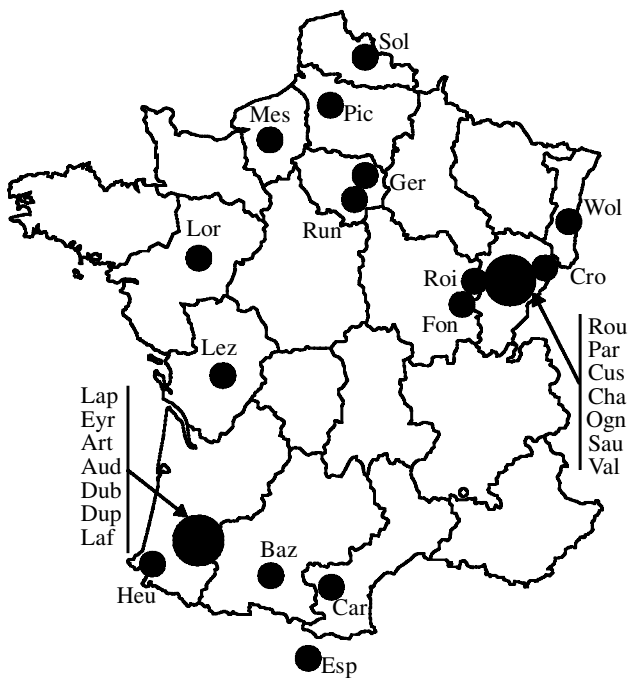 Sol
Pic
Mes
Ger
Run
Wol
Lor
Roi
Cro
Fon
Lez
Rou
Par
Cus
Cha
Ogn
Sau
Val
Lap
Eyr
Art
Aud
Dub
Dup
Laf
Baz
Heu
Car
Esp